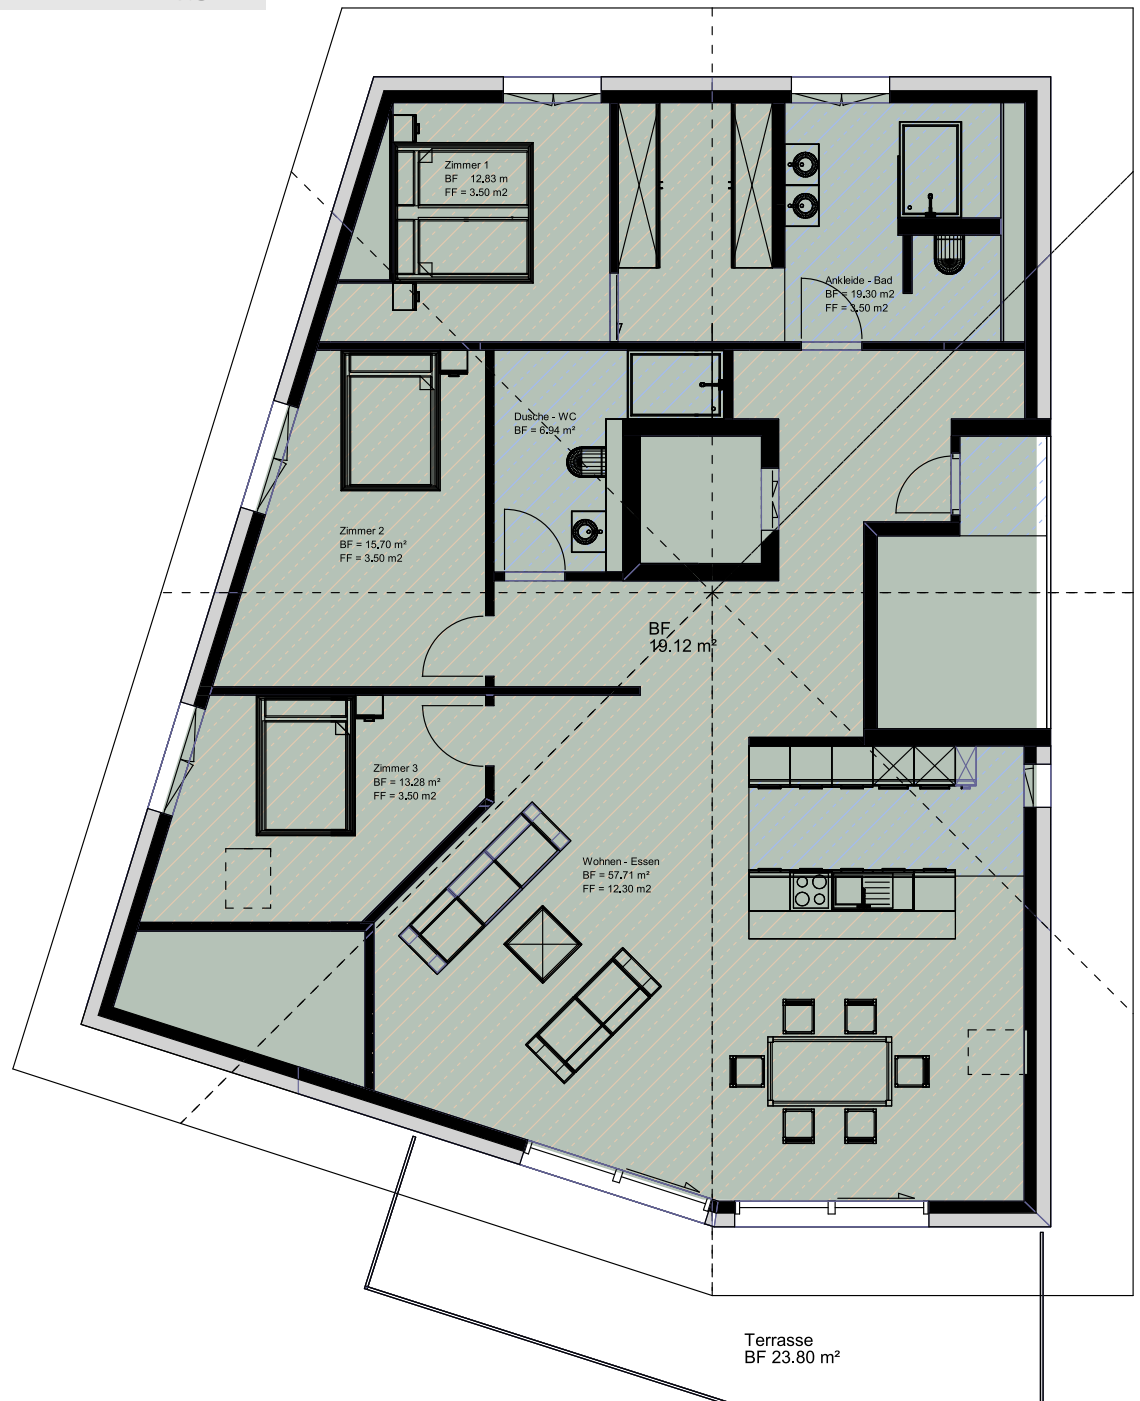 Zimmer 1
BF 12.83 m
FF = 3.50 m2
Ankleide - Bad
BF = 19.30 m2
FF = 3.50 m2
Dusche - WC
BF = 6.94 m²
Zimmer 2
BF = 15.70 m²
FF = 3.50 m2
BF
19.12 m²
Zimmer 3
BF = 13.28 m²
FF = 3.50 m2
Wohnen - Essen
BF = 57.71 m²
FF = 12.30 m2
Terrasse
BF 23.80 m²